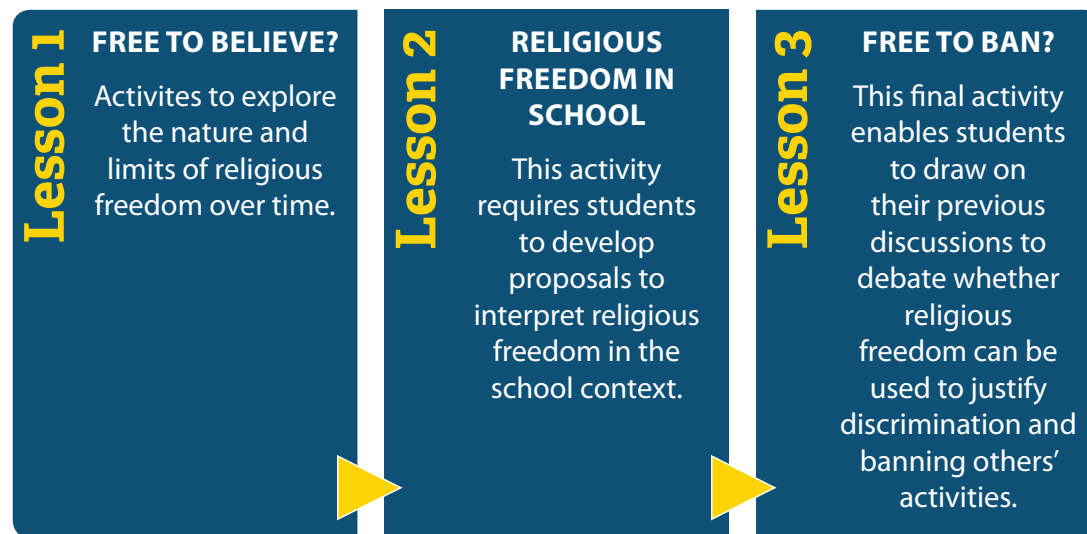 Lesson 1
FREE TO BELIEVE?
Activites to explore
the nature and
limits of religious
freedom over time.
Lesson 2
RELIGIOUS
FREEDOM IN
SCHOOL
This activity
requires students
to develop
proposals to
interpret religious
freedom in the
school context.
Lesson 3
FREE TO BAN?
This final activity
enables students
to draw on
their previous
discussions to
debate whether
religious
freedom can be
used to justify
discrimination and
banning others’
activities.